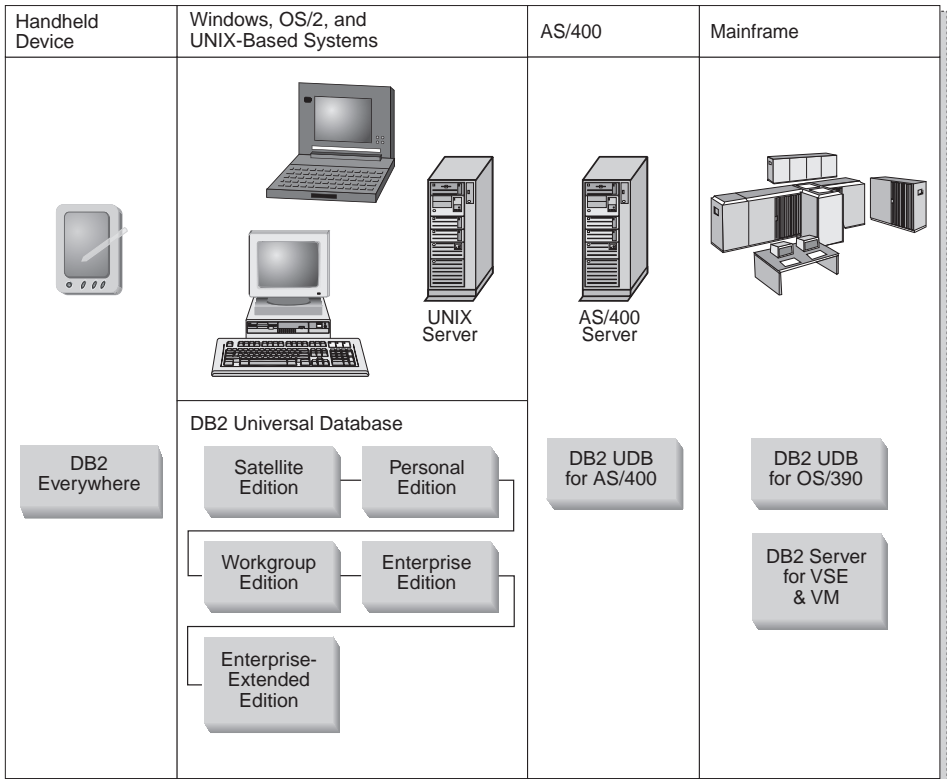 Handheld
Device
Windows, OS/2, and
UNIX-Based Systems
AS/400
Mainframe
UNIX
Server
AS/400
Server
DB2
Everywhere
DB2 Universal Database
Satellite
Edition
Personal
Edition
Workgroup
Edition
Enterprise
Edition
Enterprise-
Extended
Edition
DB2 UDB
for AS/400
DB2 UDB
for OS/390
DB2 Server
for VSE
& VM